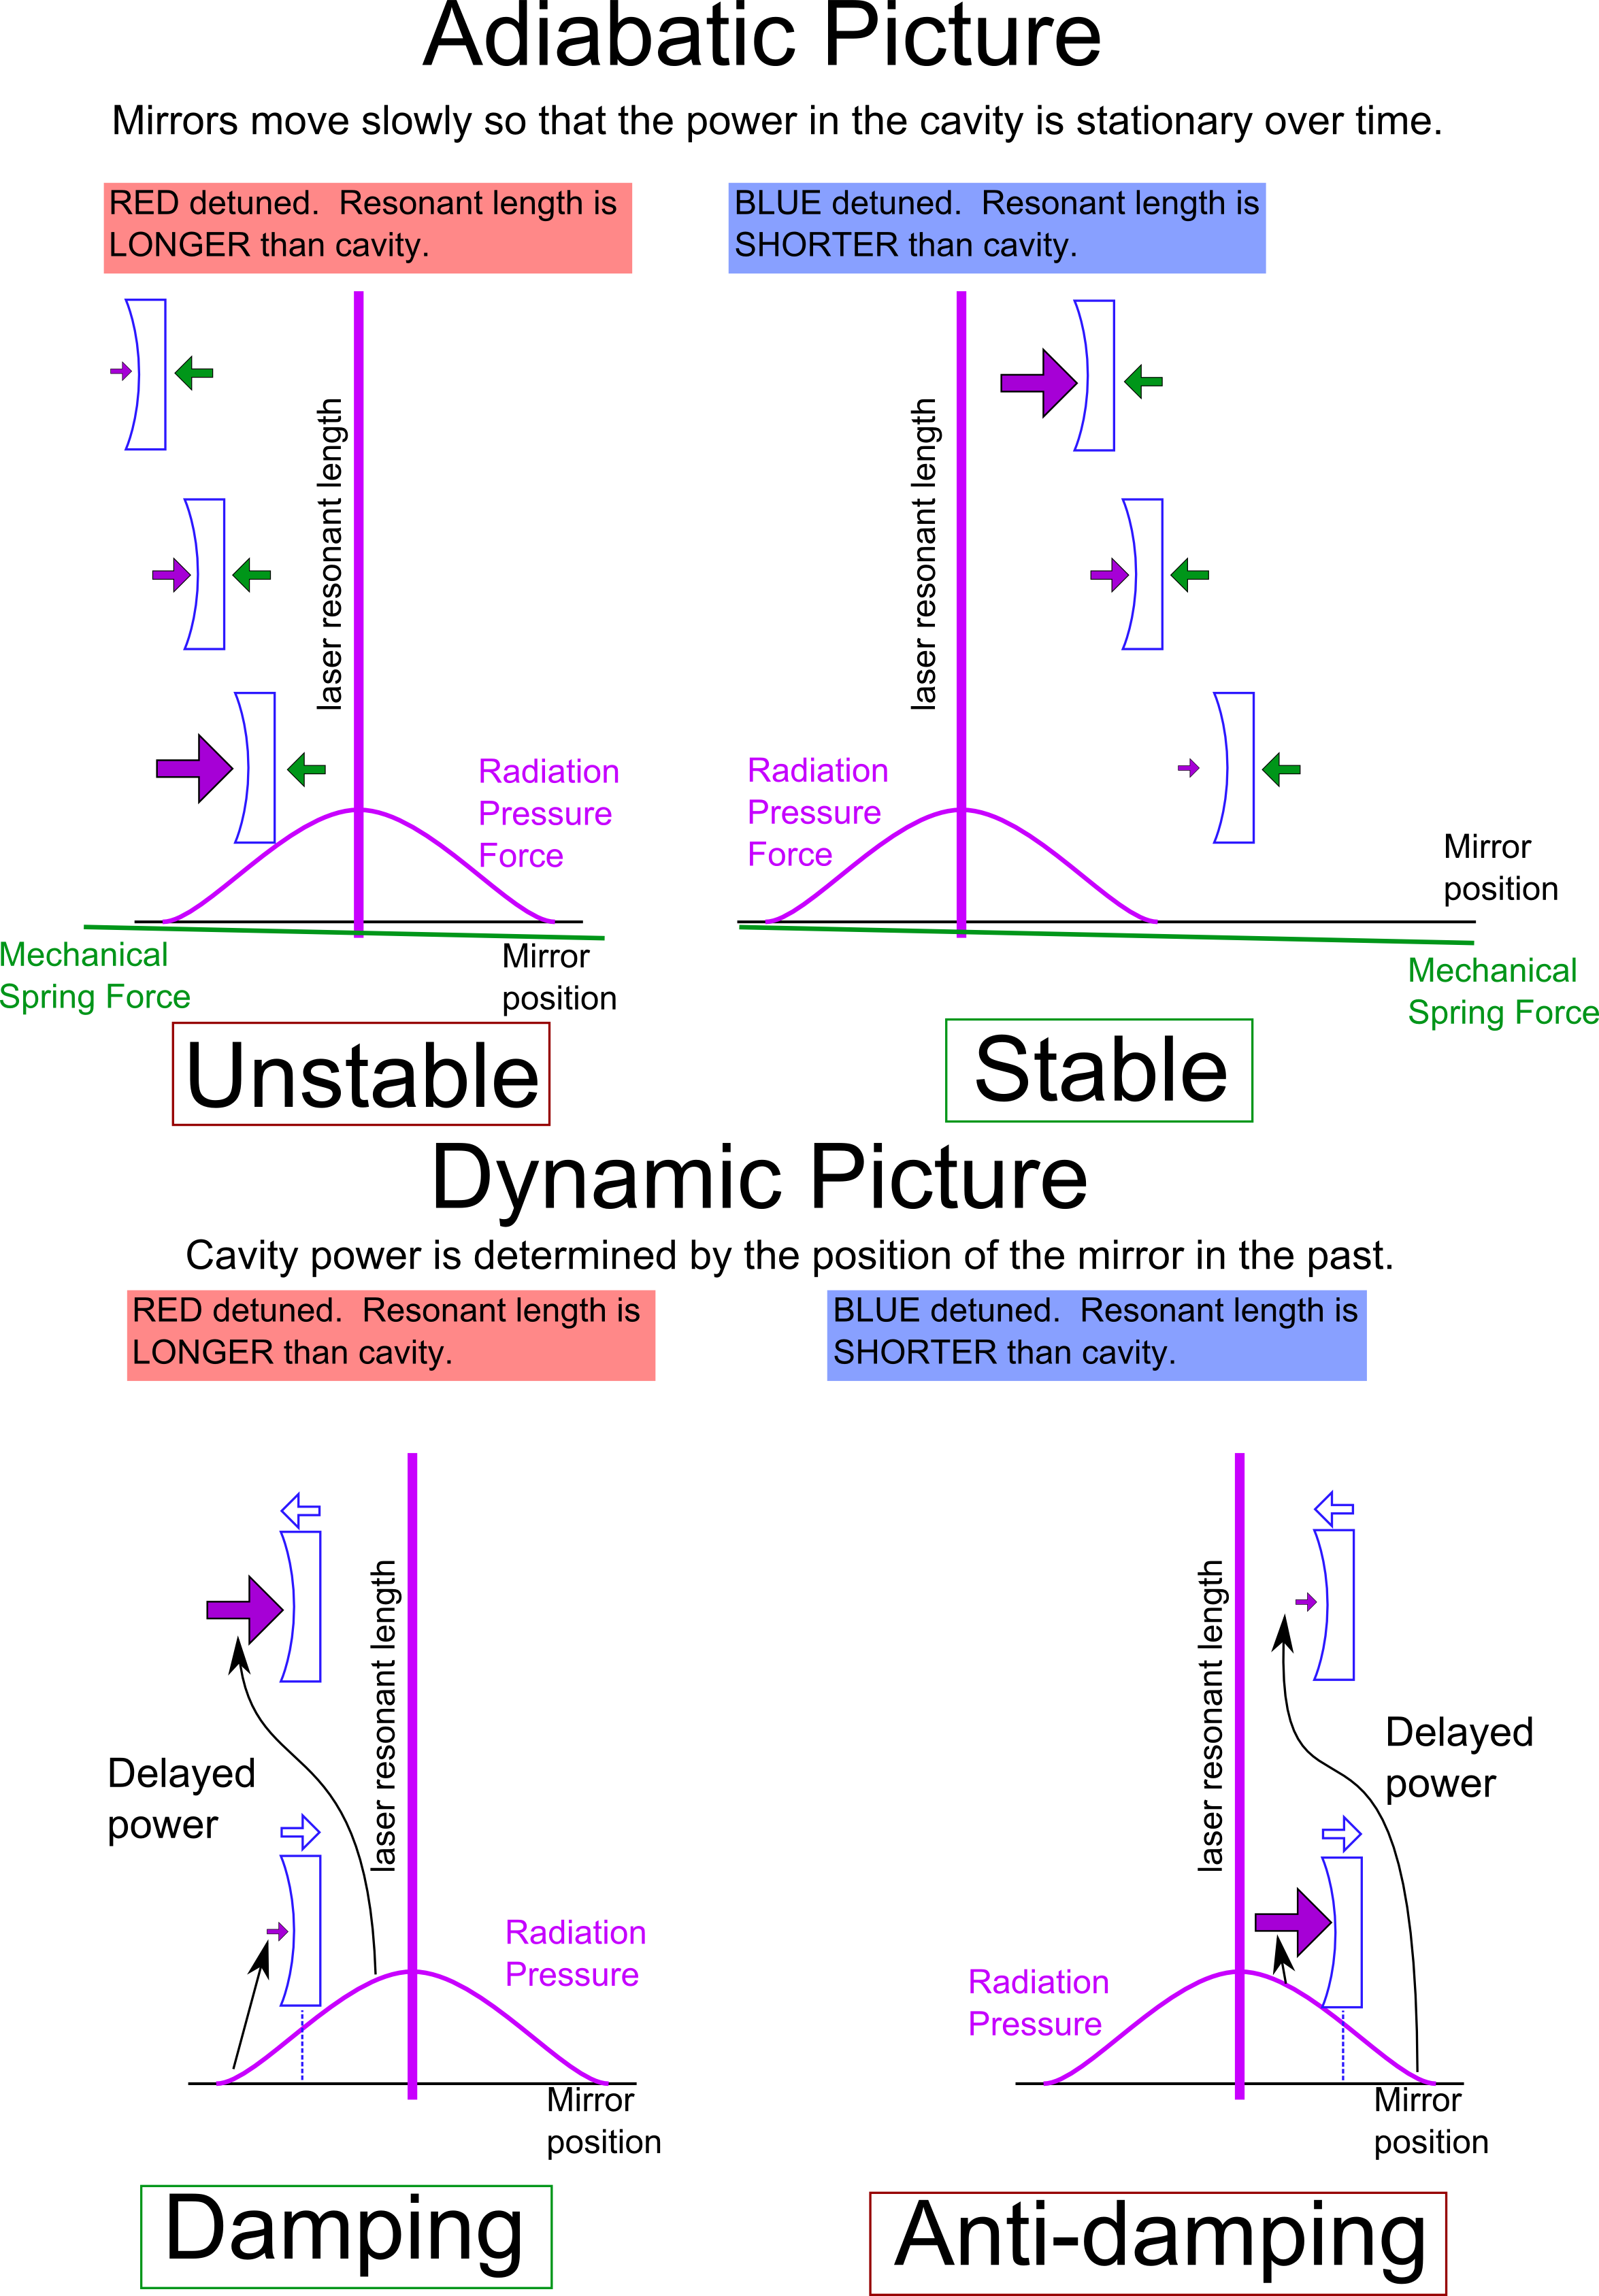 Adiabatic Picture
Mirrors move slowly so that the power in the cavity is stationary over time.
RED detuned.  Resonant length is
LONGER than cavity.
BLUE detuned.  Resonant length is
SHORTER than cavity.
laser resonant length
laser resonant length
Radiation
Pressure
Force
Radiation
Pressure
Force
Mirror
position
Mechanical
Spring Force
Mirror
position
Mechanical
Spring Force
Unstable
Stable
Dynamic Picture
Cavity power is determined by the position of the mirror in the past.
RED detuned.  Resonant length is
LONGER than cavity.
BLUE detuned.  Resonant length is
SHORTER than cavity.
laser resonant length
laser resonant length
Delayed
power
Delayed
power
Radiation
Pressure
Radiation
Pressure
Mirror
position
Mirror
position
Damping
Anti-damping